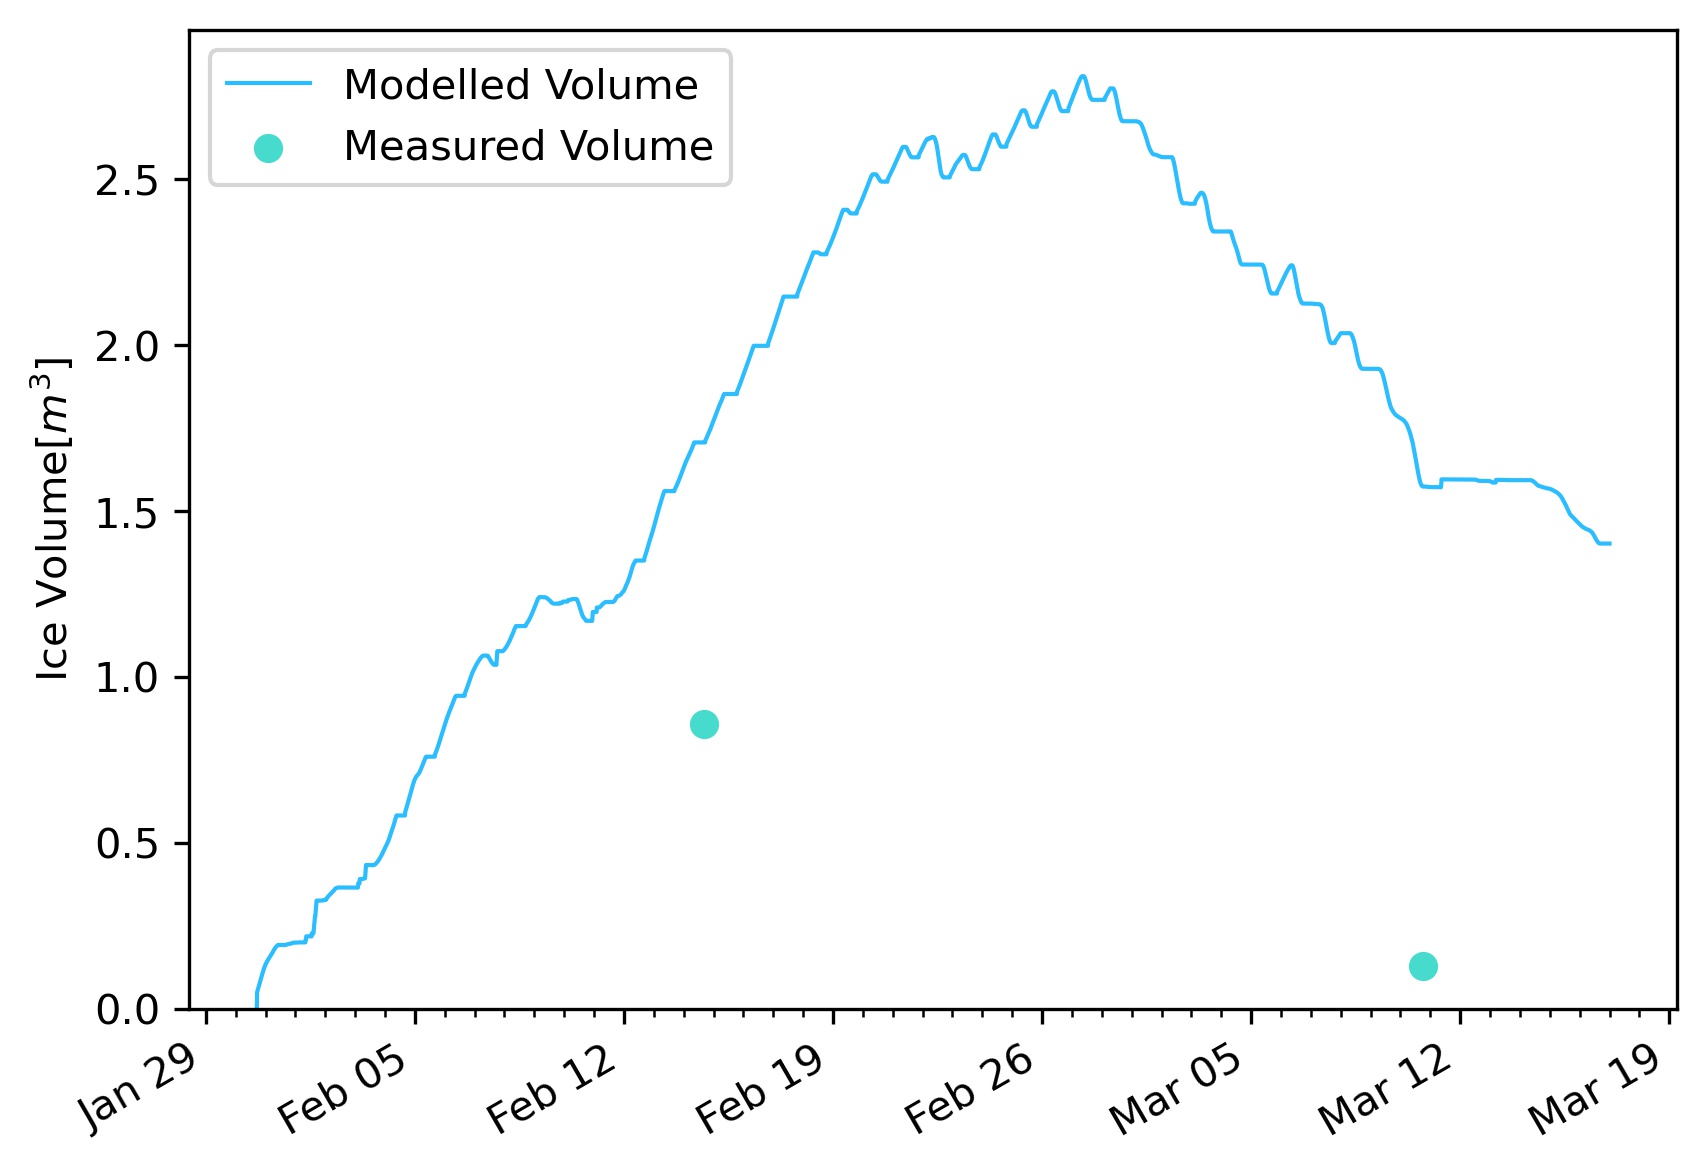 Modelled Volume
Measured Volume
Ice Volume[m³]
2.5
2.0
1.5
1.0
0.5
0.0
Jan 29
Feb 05
Feb 12
Feb 19
Feb 26
Mar 05
Mar 12
Mar 19